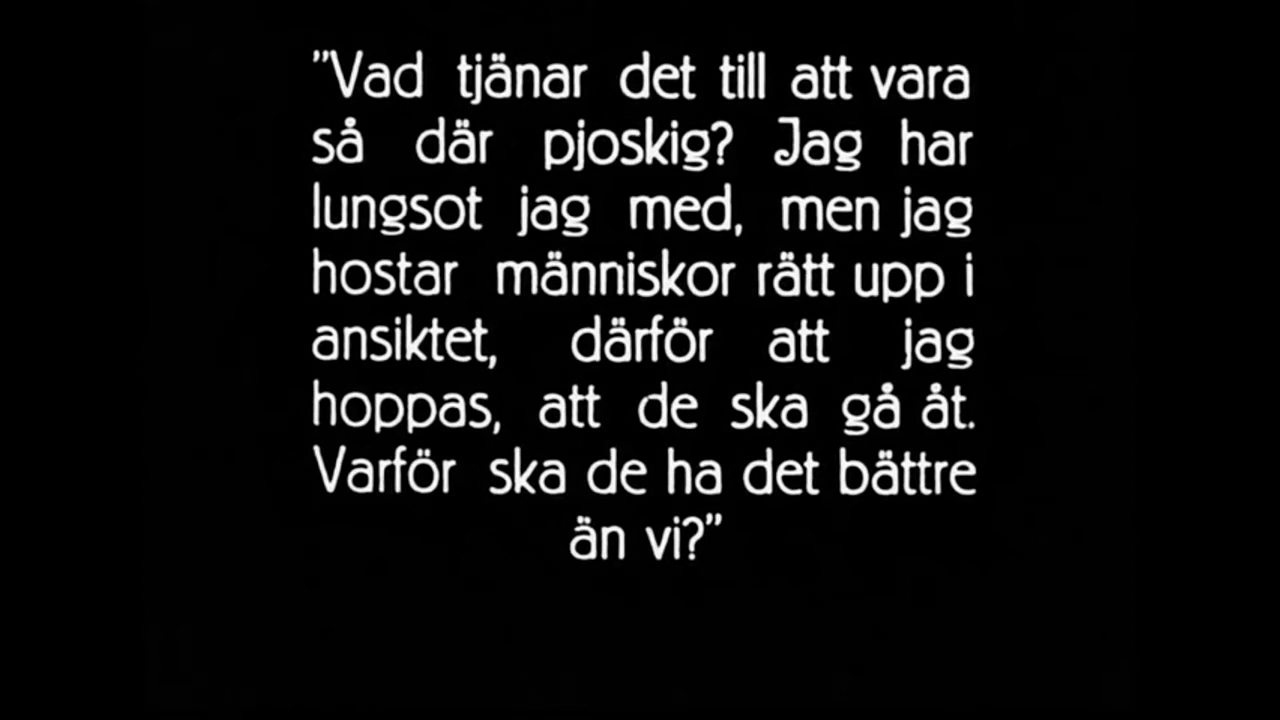 ”Vad tjänar det till att vara
så där pjoskig? Jag har
lungsot jag med, men jag
hostar människor rätt upp i
ansiktet, därför att jag
hoppas, att de ska gå åt.
Varför ska de ha det bättre
än vi?”